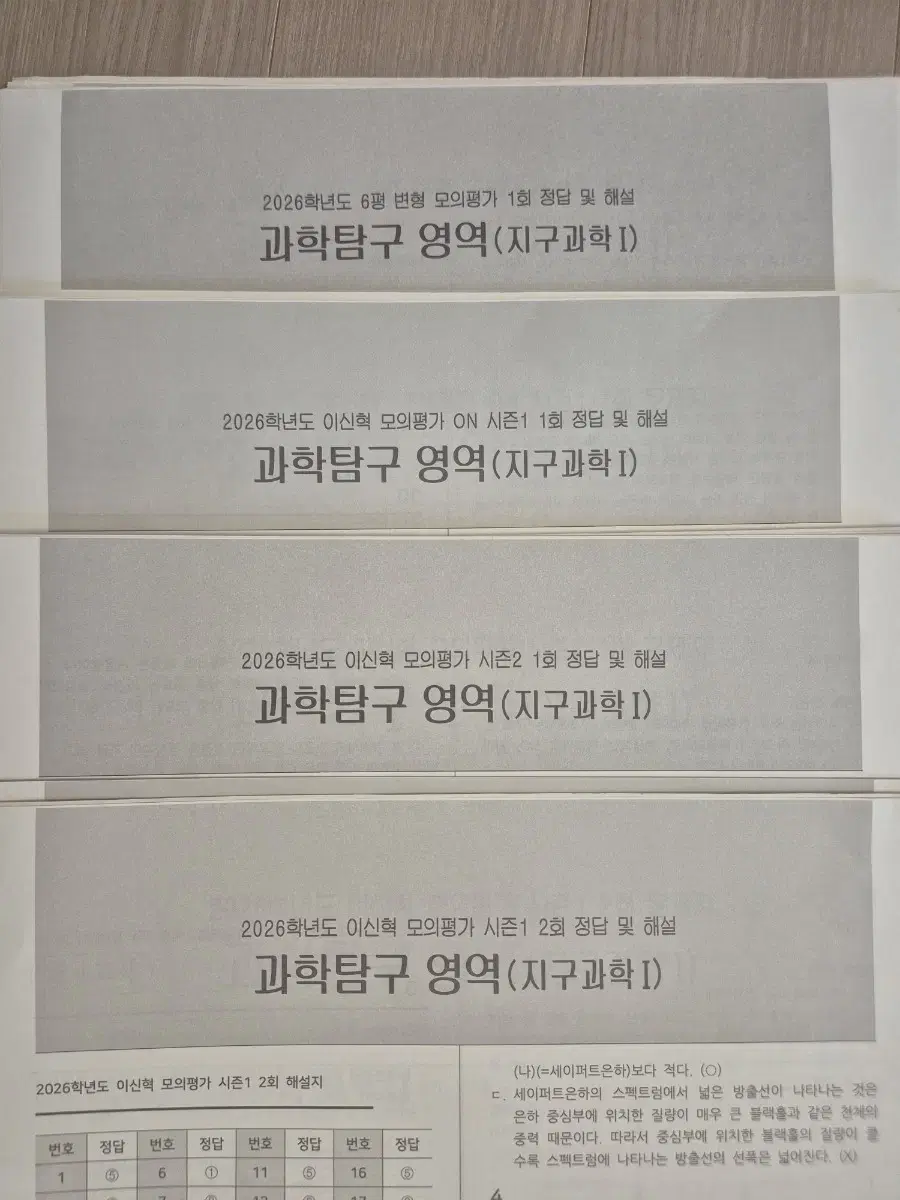 2026학년도 6평 변형 모의평가 1회 정답 및 해설
과학탐구 영역(지구과학Ⅰ)
2026학년도 이신혁 모의평가 ON 시즌1 1회 정답 및 해설
과학탐구 영역(지구과학Ⅰ)
2026학년도 이신혁 모의평가 시즌2 1회 정답 및 해설
과학탐구 영역(지구과학Ⅰ)
2026학년도 이신혁 모의평가 시즌1 2회 정답 및 해설
과학탐구 영역(지구과학Ⅰ)
2026학년도 이신혁 모의평가 시즌1 2회 해설지
번호 정답 번호 정답 번호 정답 번호 정답
1 ⑤ 6 ① 11 ⑤ 16 ⑤
(나)(=세이퍼트은하)보다 적다. (○)
ㄷ. 세이퍼트은하의 스펙트럼에서 넓은 방출선이 나타나는 것은
은하 중심부에 위치한 질량이 매우 큰 블랙홀과 같은 천체의
중력 때문이다. 따라서 중심부에 위치한 블랙홀의 질량이 클
수록 스펙트럼에 나타나는 방출선의 선폭은 넓어진다. (X)
4